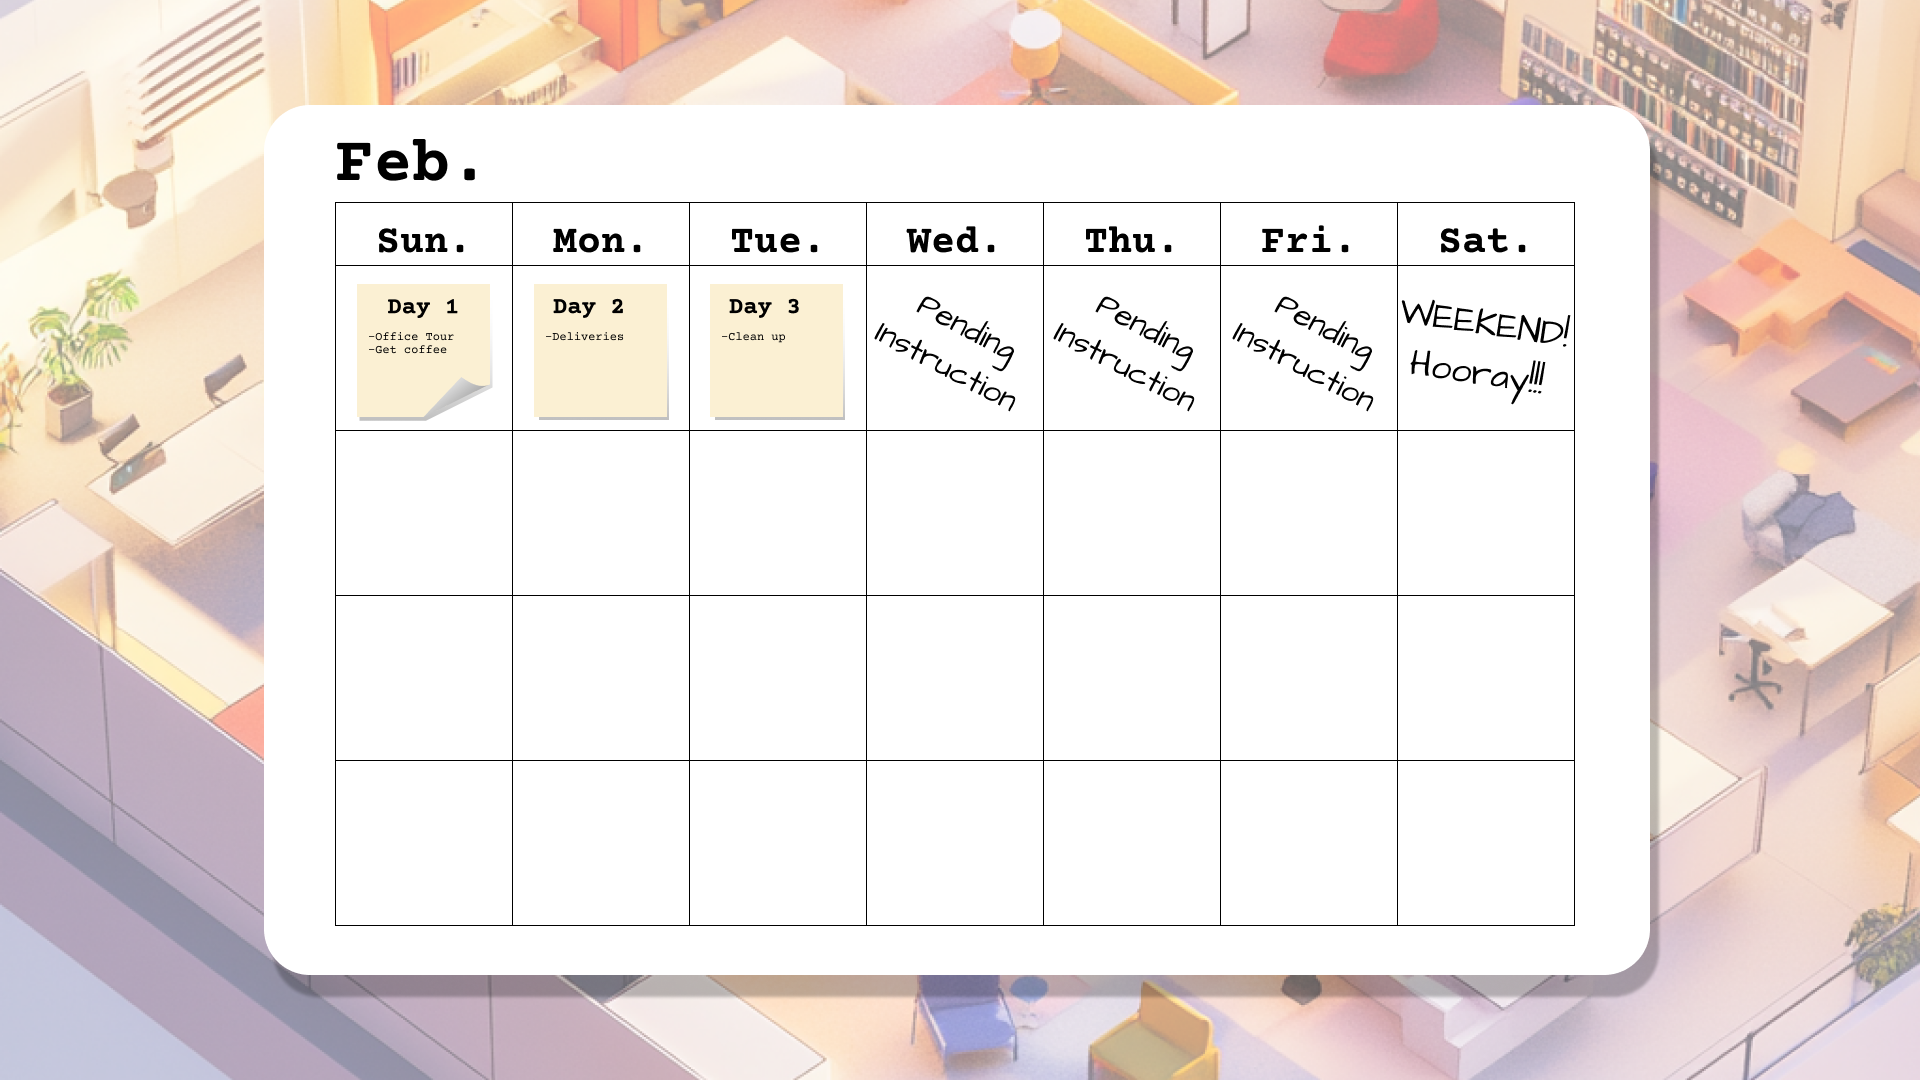 Feb.
Sun. Mon. Tue. Wed. Thu. Fri. Sat.
Day 1
-Office Tour
-Get coffee
Day 2
-Deliveries
Day 3
-Clean up
Pending
Instruction
Pending
Instruction
Pending
Instruction
WEEKEND!
Hooray!!!